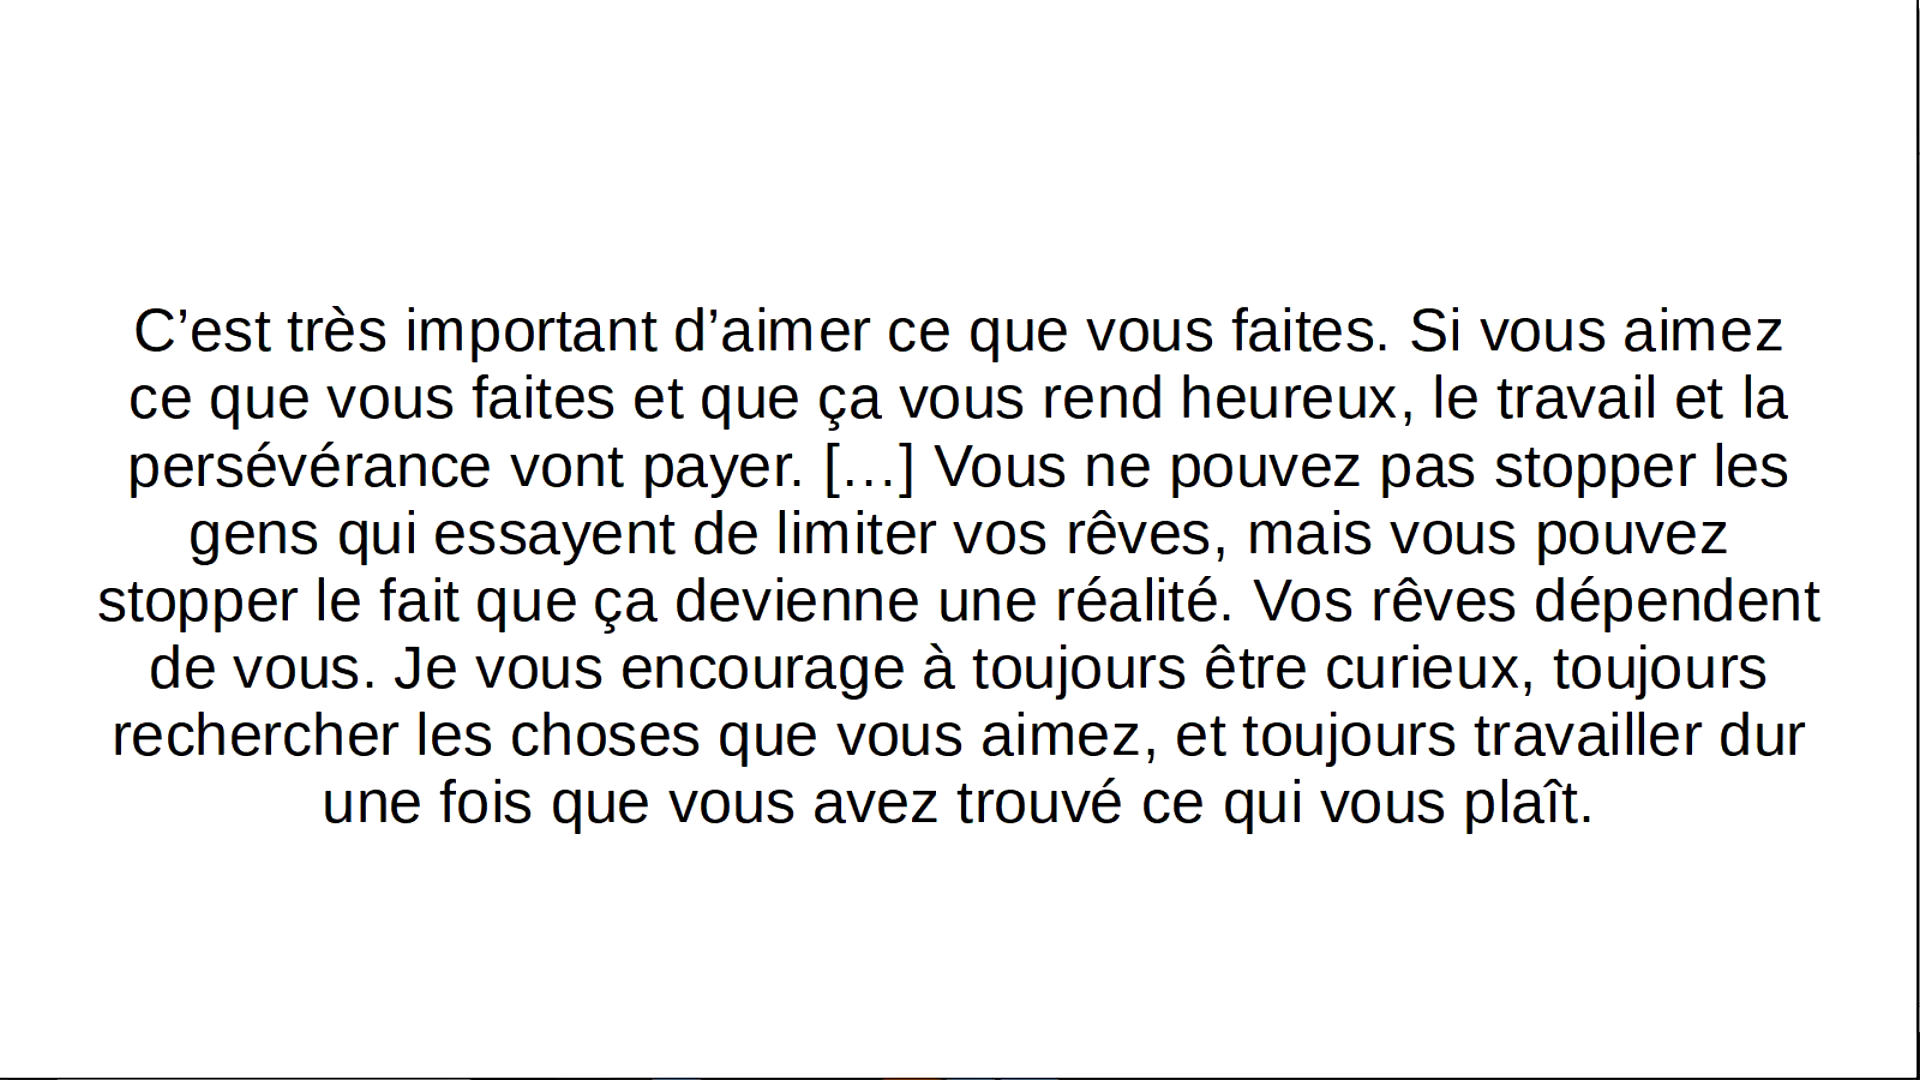 C’est très important d’aimer ce que vous faites. Si vous aimez
ce que vous faites et que ça vous rend heureux, le travail et la
persévérance vont payer. […] Vous ne pouvez pas stopper les
gens qui essayent de limiter vos rêves, mais vous pouvez
stopper le fait que ça devienne une réalité. Vos rêves dépendent
de vous. Je vous encourage à toujours être curieux, toujours
rechercher les choses que vous aimez, et toujours travailler dur
une fois que vous avez trouvé ce qui vous plaît.